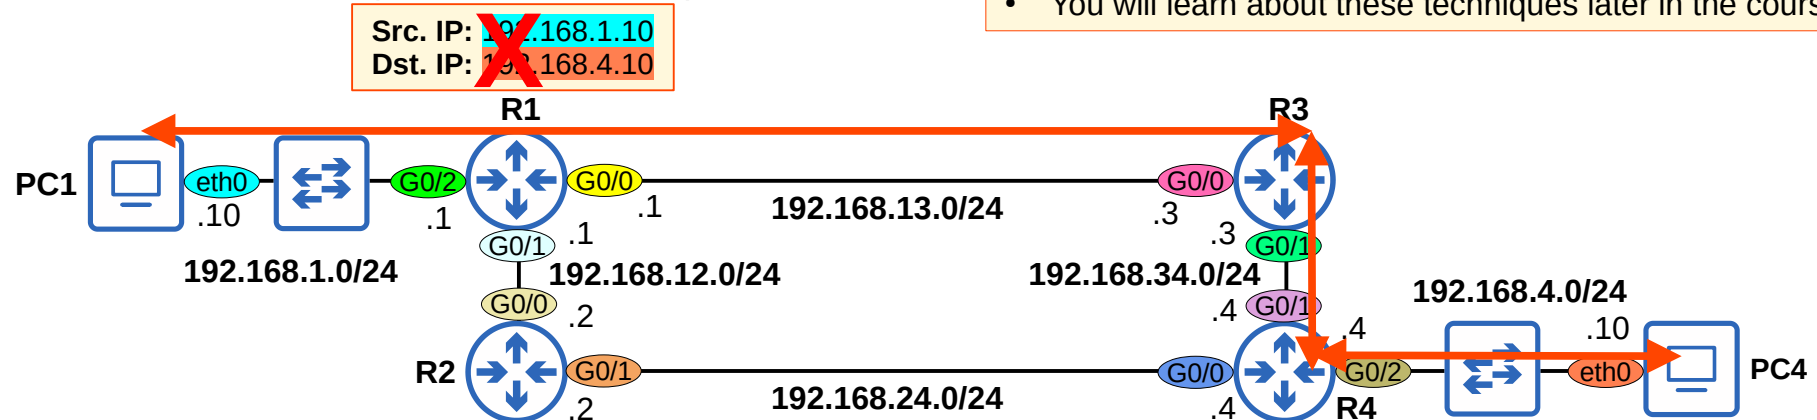 • You will learn about these techniques later in the cours
Src. IP: 192.168.1.10
Dst. IP: 192.168.4.10
R1
R3
PC1
eth0
G0/2
G0/0
G0/0
.10
.1
.1
192.168.13.0/24
.3
.1
.3
G0/1
G0/1
192.168.1.0/24
192.168.12.0/24
192.168.34.0/24
192.168.4.0/24
G0/0
.2
.4
G0/1
.4
.10
R2
G0/1
G0/0
G0/2
eth0
PC4
.2
192.168.24.0/24
.4
R4